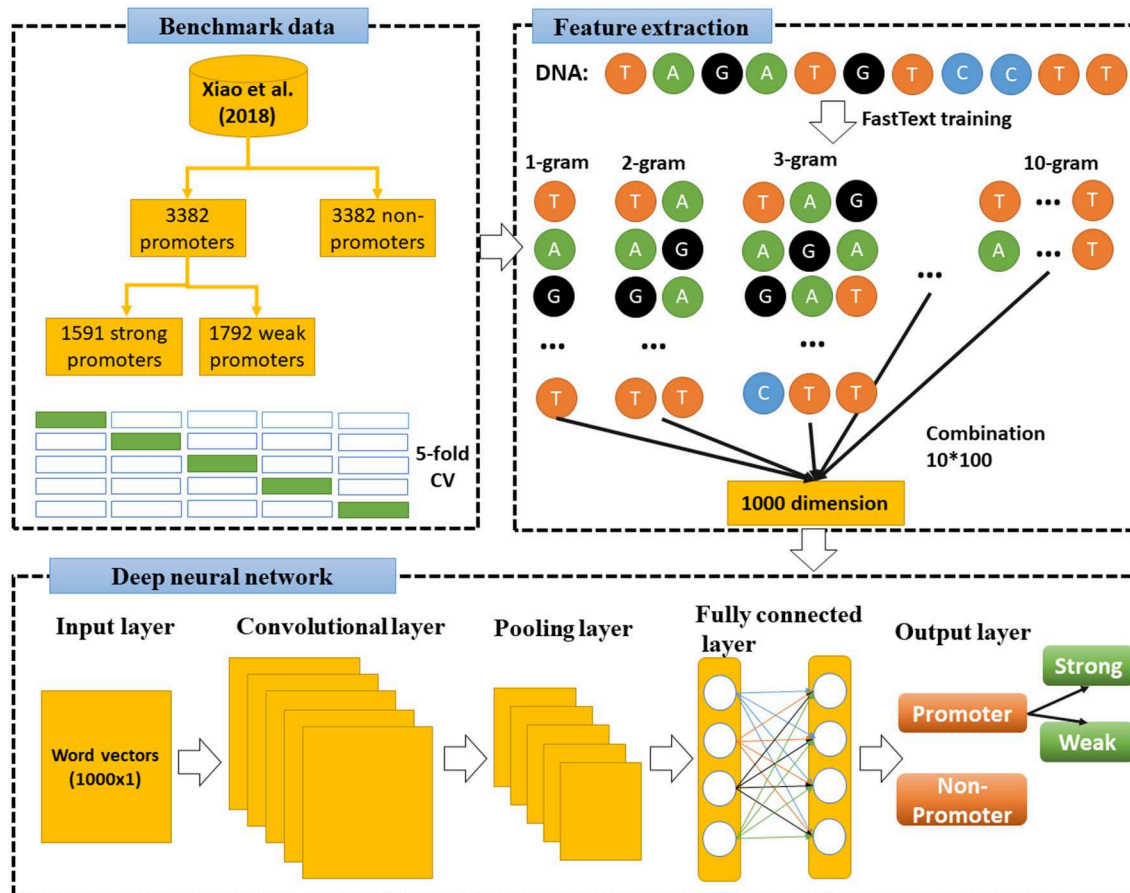 Benchmark data
Xiao et al.
(2018)
3382
promoters
3382 non-
promoters
1591 strong
promoters
1792 weak
promoters
5-fold
CV
Feature extraction
DNA: T A G A T G T C C T T
FastText training
1-gram 2-gram 3-gram 10-gram
T T A T A G T ... T
A A G A G A A ... T
G G A G A T
...
... ... ...
T T T C T T
Combination
10*100
1000 dimension
Deep neural network
Input layer
Word vectors
(1000x1)
Convolutional layer
Pooling layer
Fully connected
layer
Output layer
Promoter
Strong
Weak
Non-
Promoter